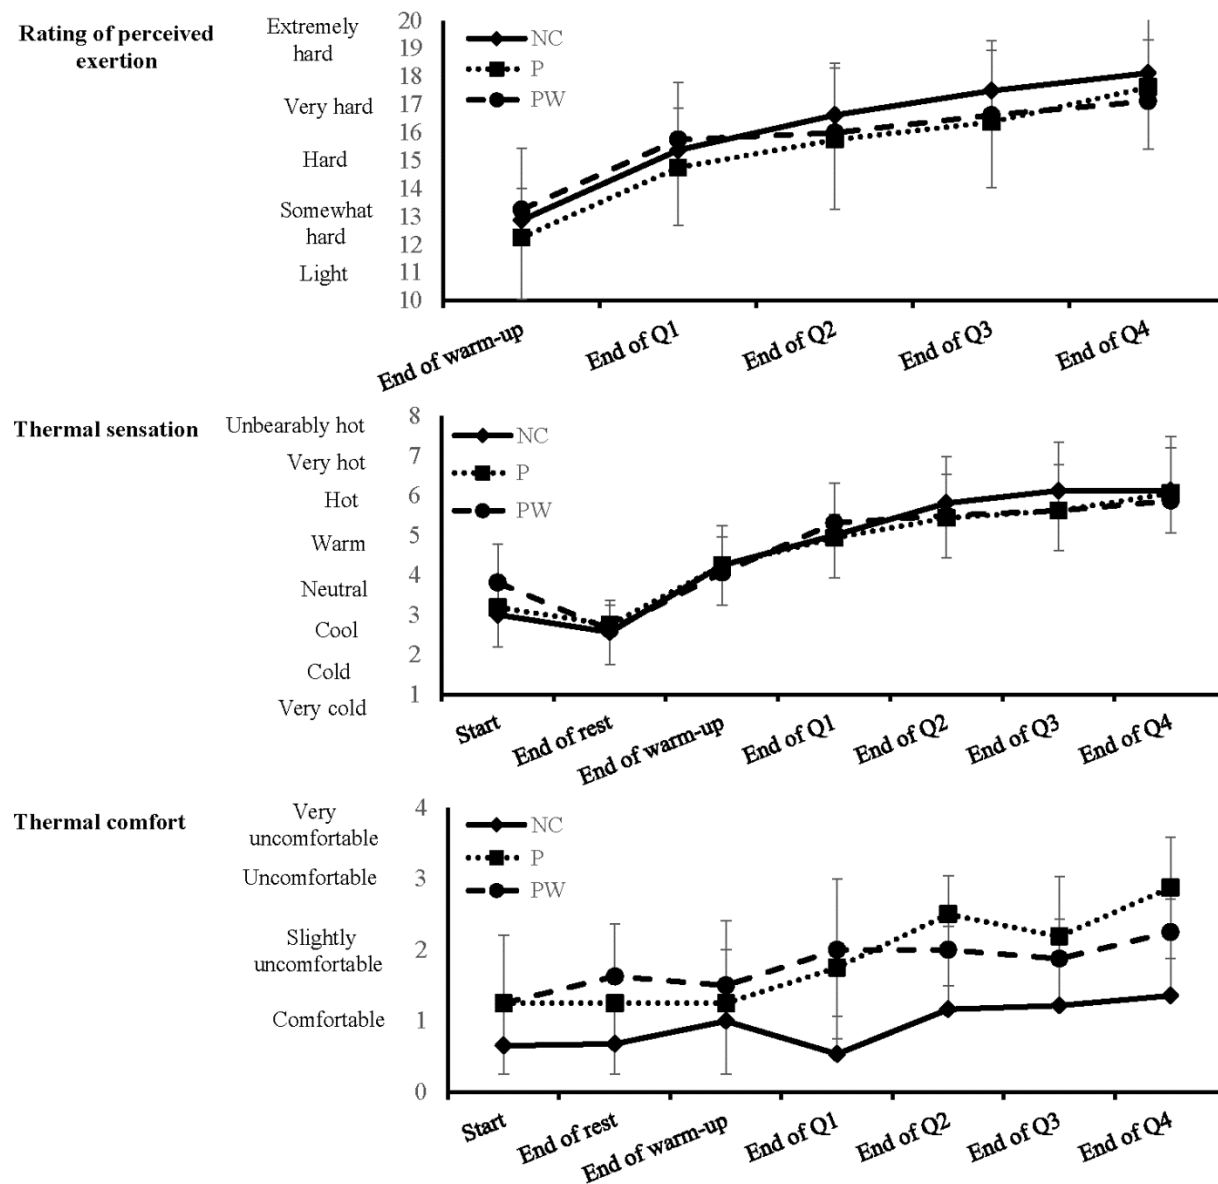 Rating of perceived
exertion
Extremely
hard
Very hard
Hard
Somewhat
hard
Light
20
19
18
17
16
15
14
13
12
11
10
NC
P
PW
End of warm-up
End of Q1
End of Q2
End of Q3
End of Q4
Thermal sensation
Unbearably hot
Very hot
Hot
Warm
Neutral
Cool
Cold
Very cold
8
7
6
5
4
3
2
1
NC
P
PW
Start
End of rest
End of warm-up
End of Q1
End of Q2
End of Q3
End of Q4
Thermal comfort
Very
uncomfortable
Uncomfortable
Slightly
uncomfortable
Comfortable
4
3
2
1
0
NC
P
PW
Start
End of rest
End of warm-up
End of Q1
End of Q2
End of Q3
End of Q4